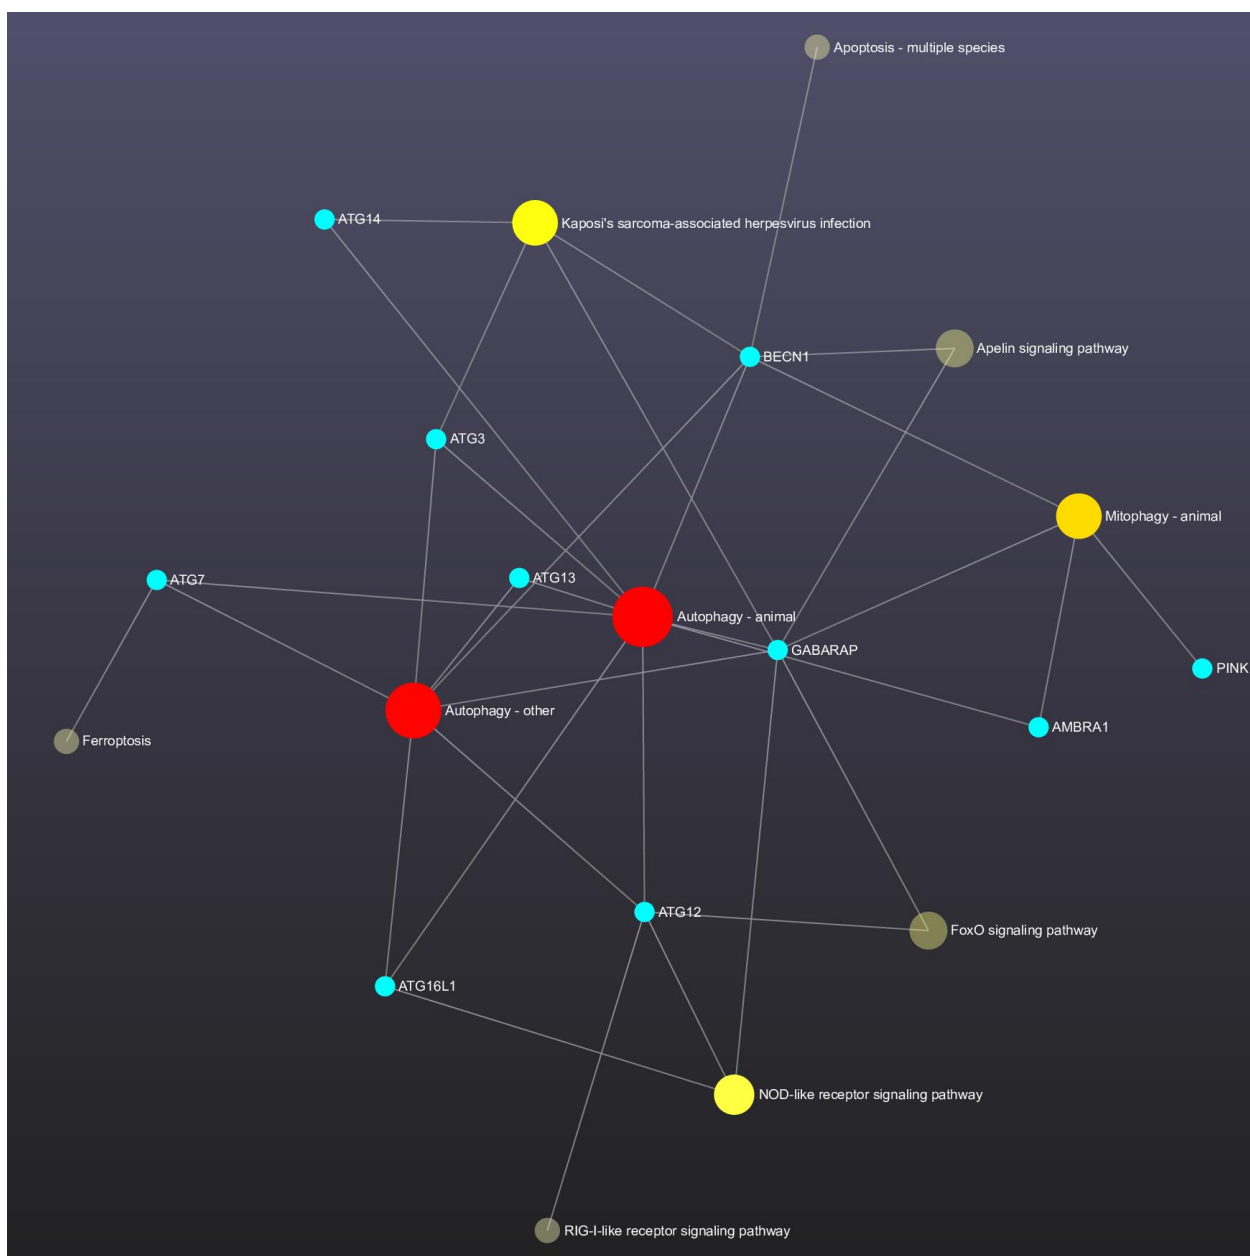 Apoptosis - multiple species
ATG14
Kaposi's sarcoma-associated herpesvirus infection
BECN1
Apelin signaling pathway
ATG3
Mitophagy - animal
ATG7
ATG13
Autophagy - animal
GABARAP
PINK
Autophagy - other
AMBRA1
Ferroptosis
ATG12
FoxO signaling pathway
ATG16L1
NOD-like receptor signaling pathway
RIG-I-like receptor signaling pathway